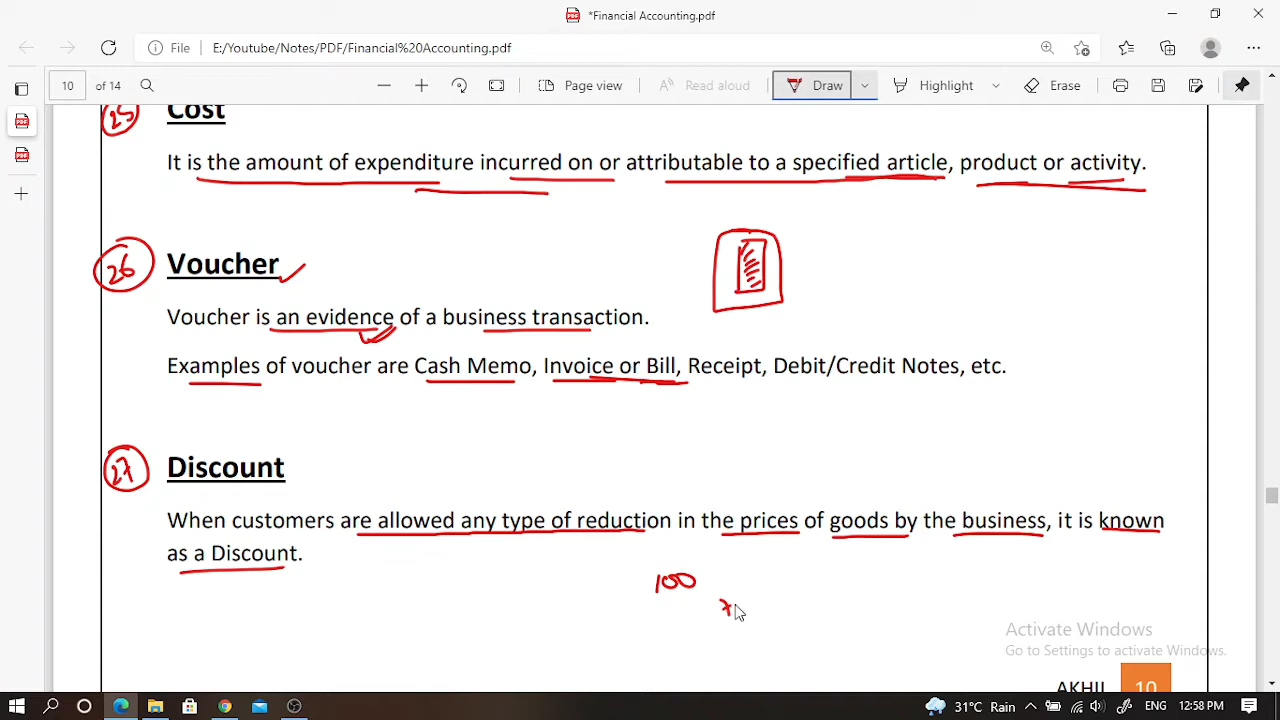 *Financial Accounting.pdf
File E:/Youtube/Notes/PDF/Financial%20Accounting.pdf
10 of 14 Page view Read aloud Draw Highlight Erase
25 Cost
It is the amount of expenditure incurred on or attributable to a specified article, product or activity.
26 Voucher
Voucher is an evidence of a business transaction.
Examples of voucher are Cash Memo, Invoice or Bill, Receipt, Debit/Credit Notes, etc.
27 Discount
When customers are allowed any type of reduction in the prices of goods by the business, it is known
as a Discount.
100
Activate Windows
Go to Settings to activate Windows.
AKHIL 10
31°C Rain ENG 12:58 PM